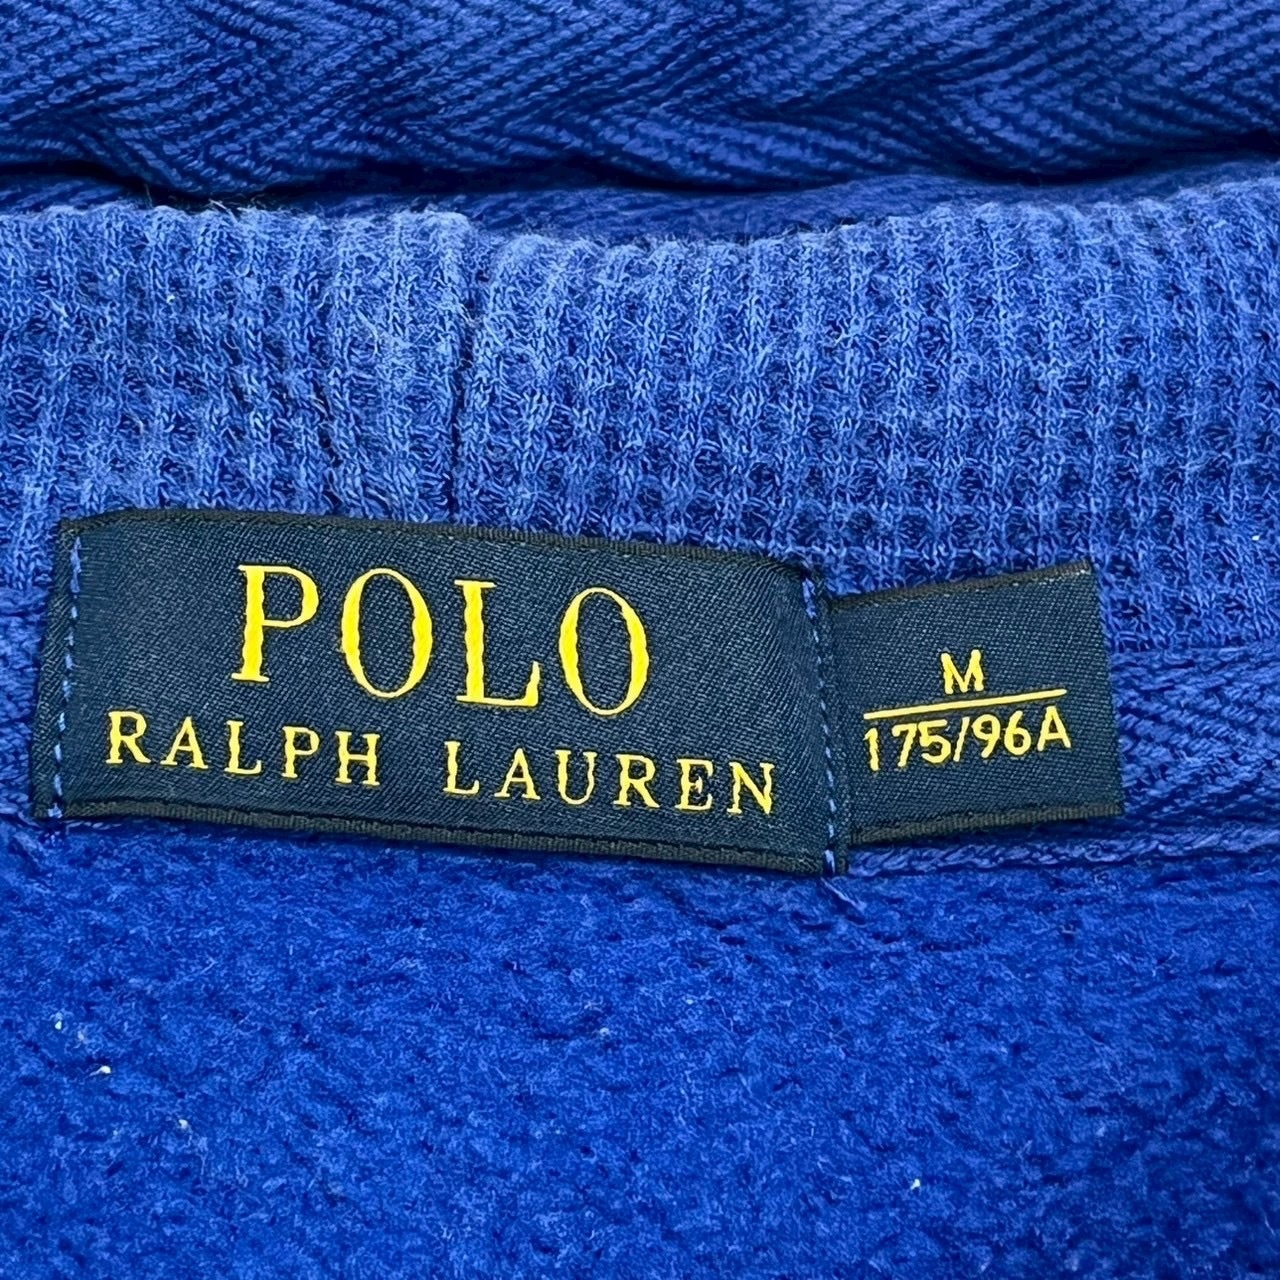 POLO
RALPH LAUREN
M
175/96A